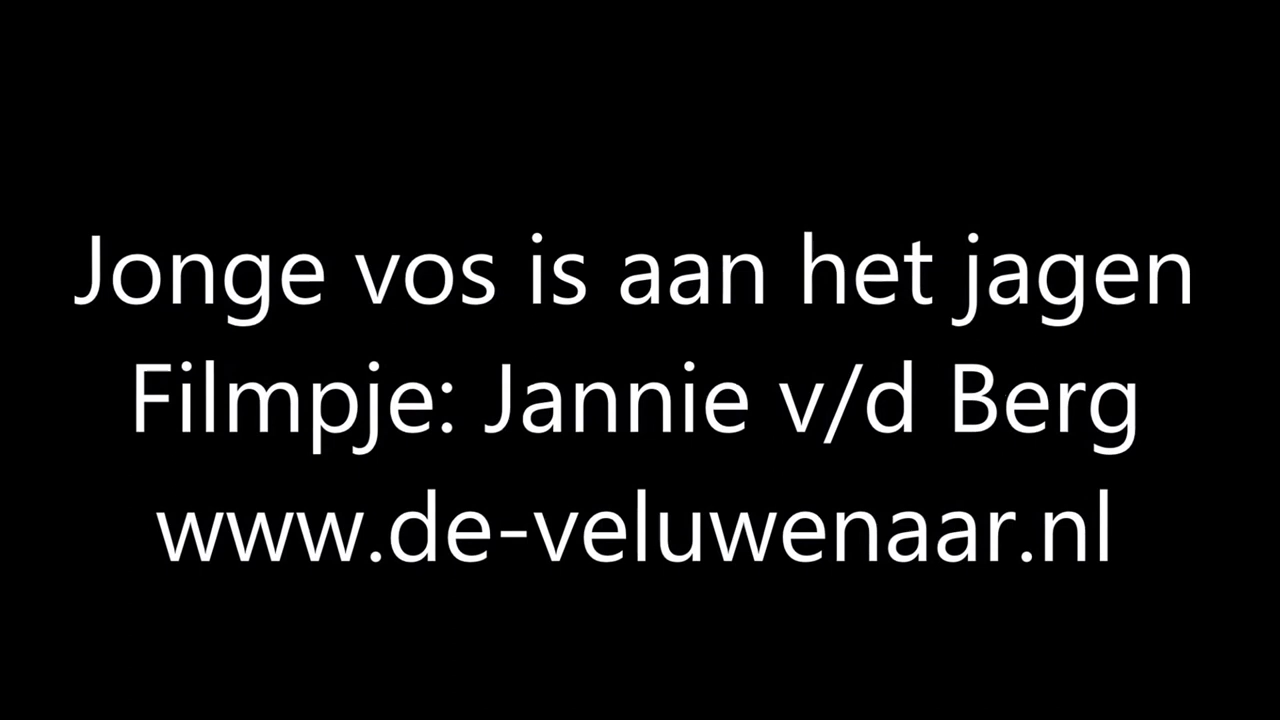 Jonge vos is aan het jagen
Filmpje: Jannie v/d Berg
www.de-veluwenaar.nl